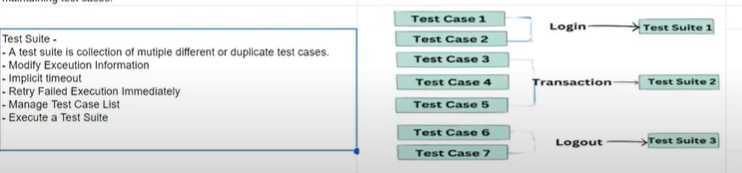 Test Suite -
- A test suite is collection of mutiple different or duplicate test cases.
- Modify Exceution Information
- Implicit timeout
- Retry Failed Execution Immediately
- Manage Test Case List
- Execute a Test Suite
Test Case 1
Test Case 2
Test Case 3
Test Case 4
Test Case 5
Test Case 6
Test Case 7
Login
Transaction
Logout
Test Suite 1
Test Suite 2
Test Suite 3